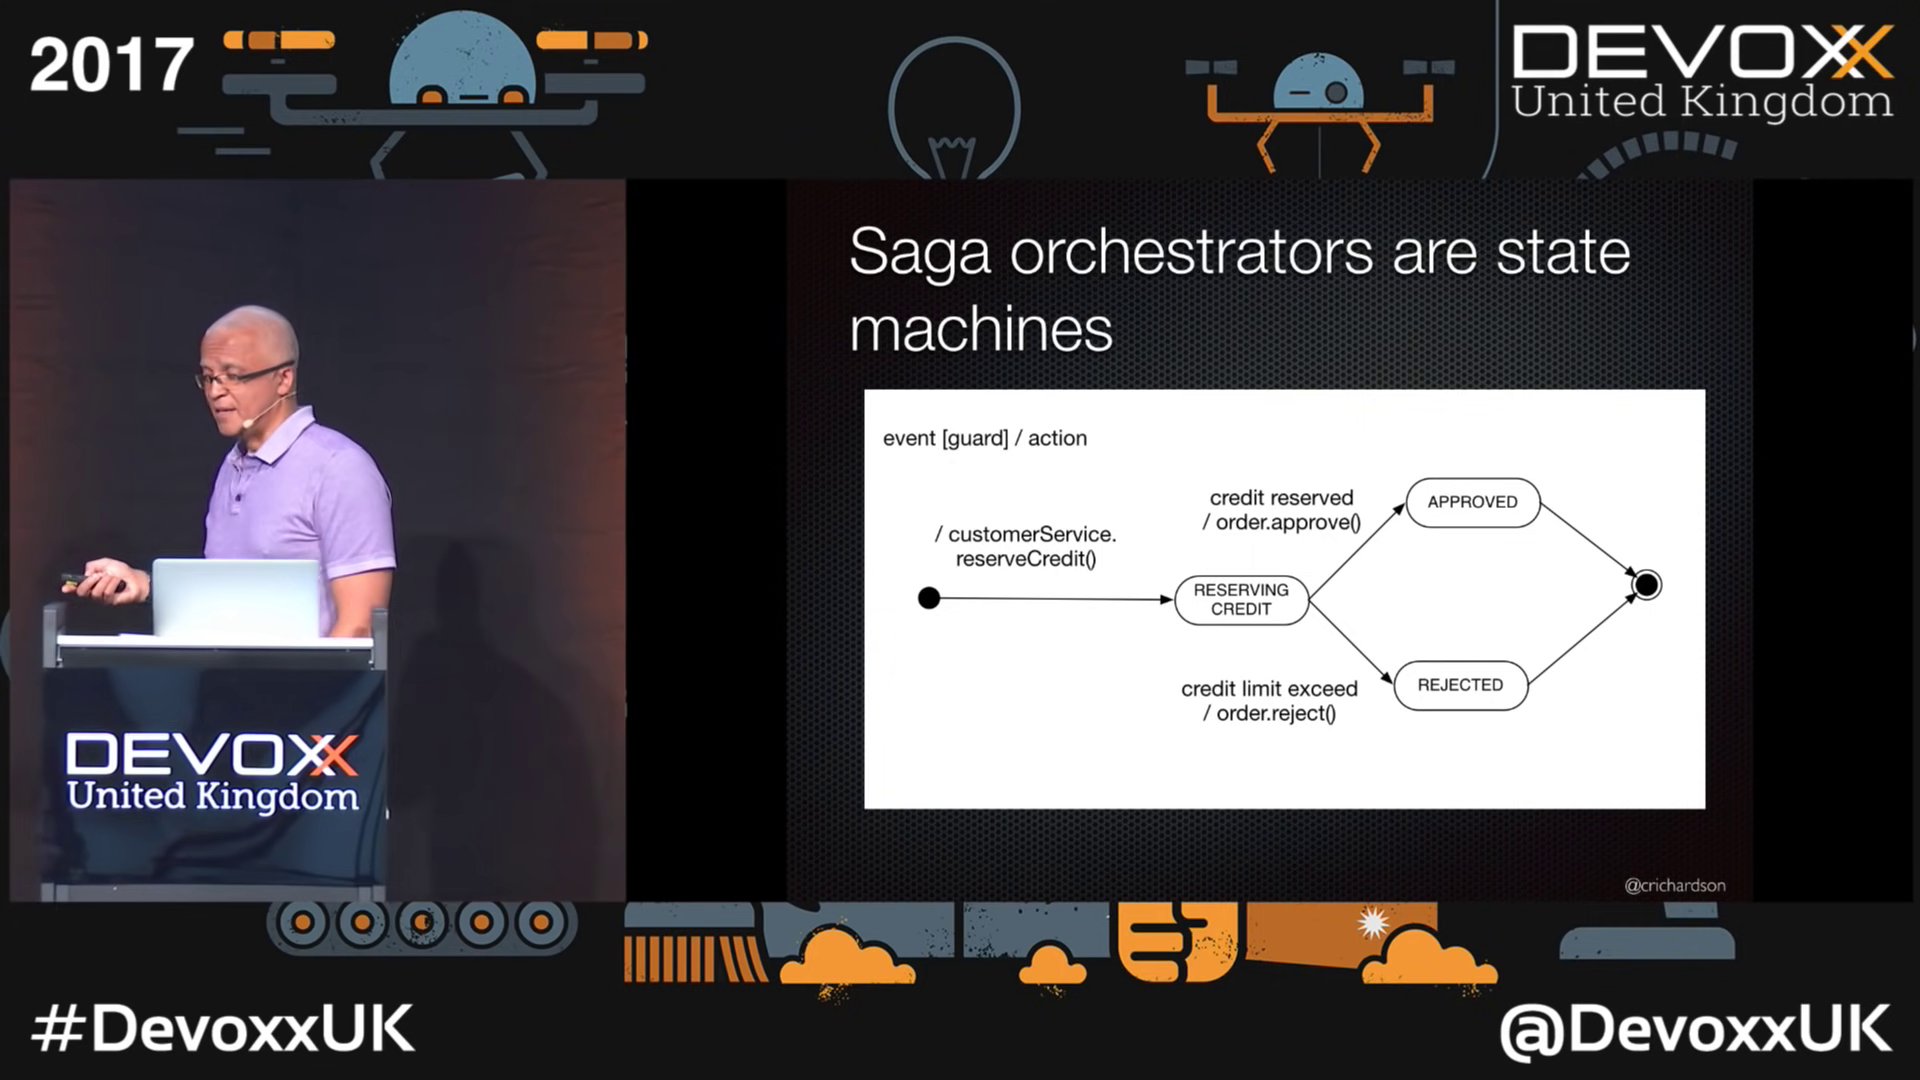 2017
DEVOXX
United Kingdom
Saga orchestrators are state
machines
event [guard] / action
/ customerService.
reserveCredit()
credit reserved
/ order.approve()
APPROVED
RESERVING
CREDIT
credit limit exceed
/ order.reject()
REJECTED
@crichardson
DEVOXX
United Kingdom
#DevoxxUK
@DevoxxUK